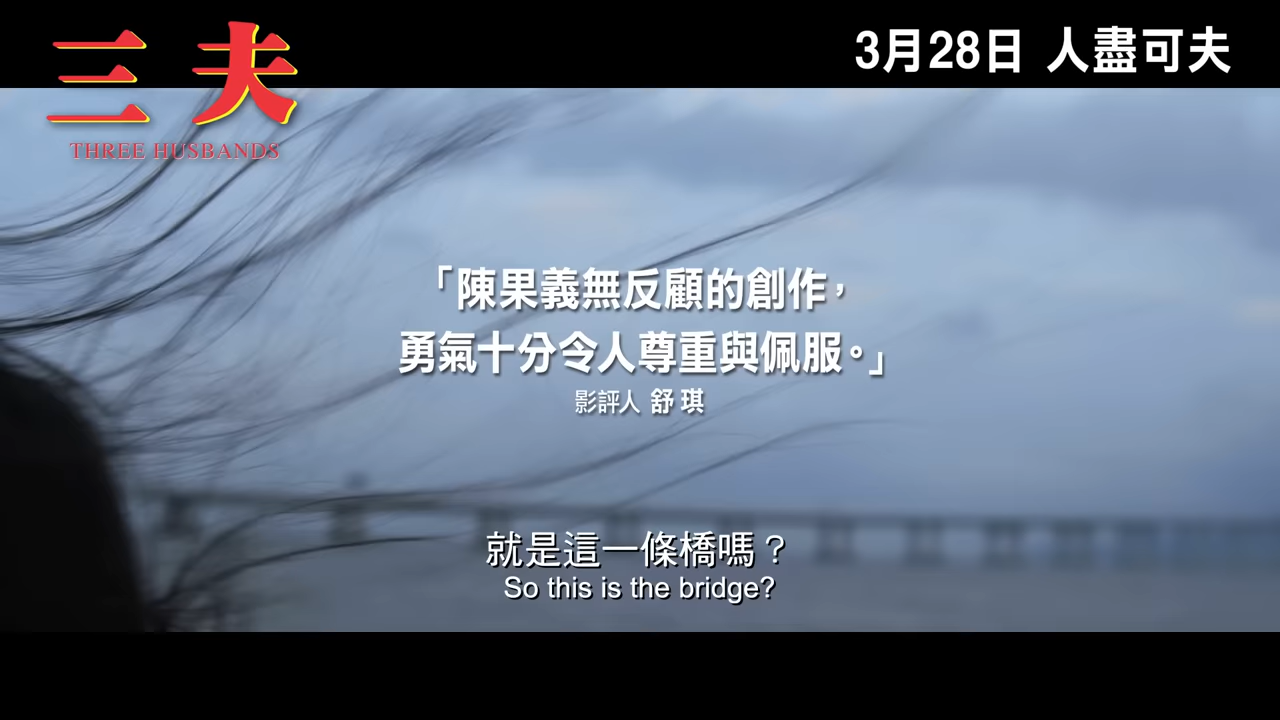 三夫
THREE HUSBANDS
3月28日 人盡可夫
「陳果義無反顧的創作，
勇氣十分令人尊重與佩服。」
影評人 舒琪
就是這一條橋嗎？
So this is the bridge?